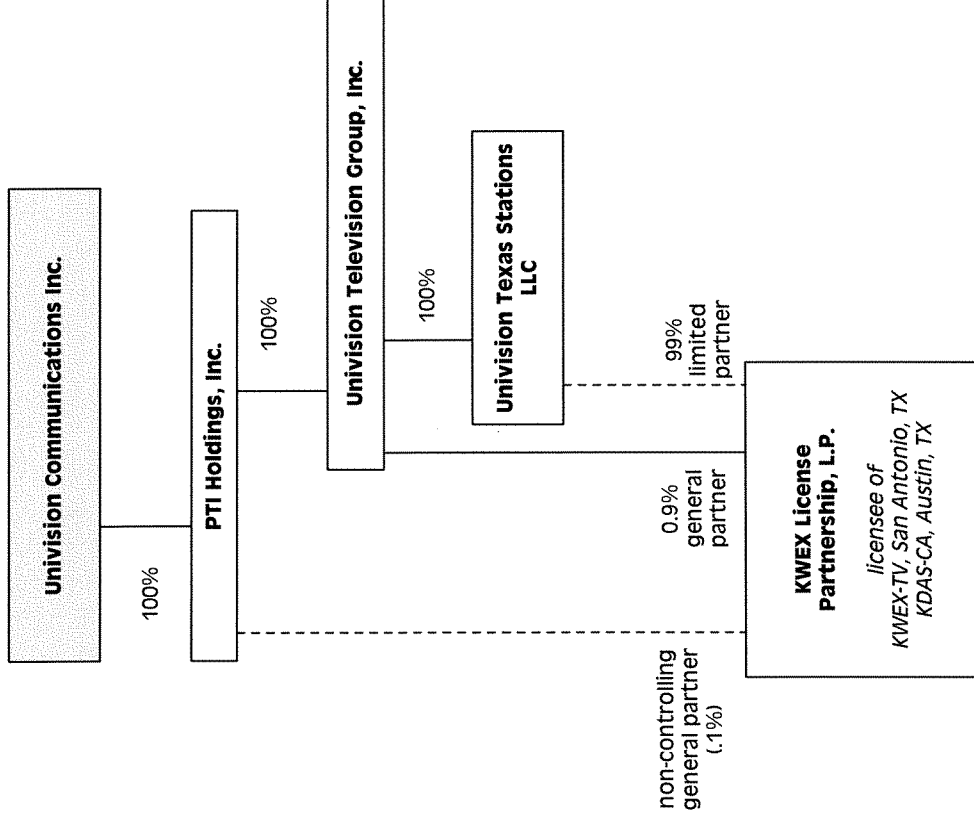 Univision Communications Inc.
100%
PTI Holdings, Inc.
100%
Univision Television Group, Inc.
100%
Univision Texas Stations
LLC
non-controlling
general partner
(.1%)
0.9%
general
partner
99%
limited
partner
KWEX License
Partnership, L.P.
licensee of
KWEX-TV, San Antonio, TX
KDAS-CA, Austin, TX